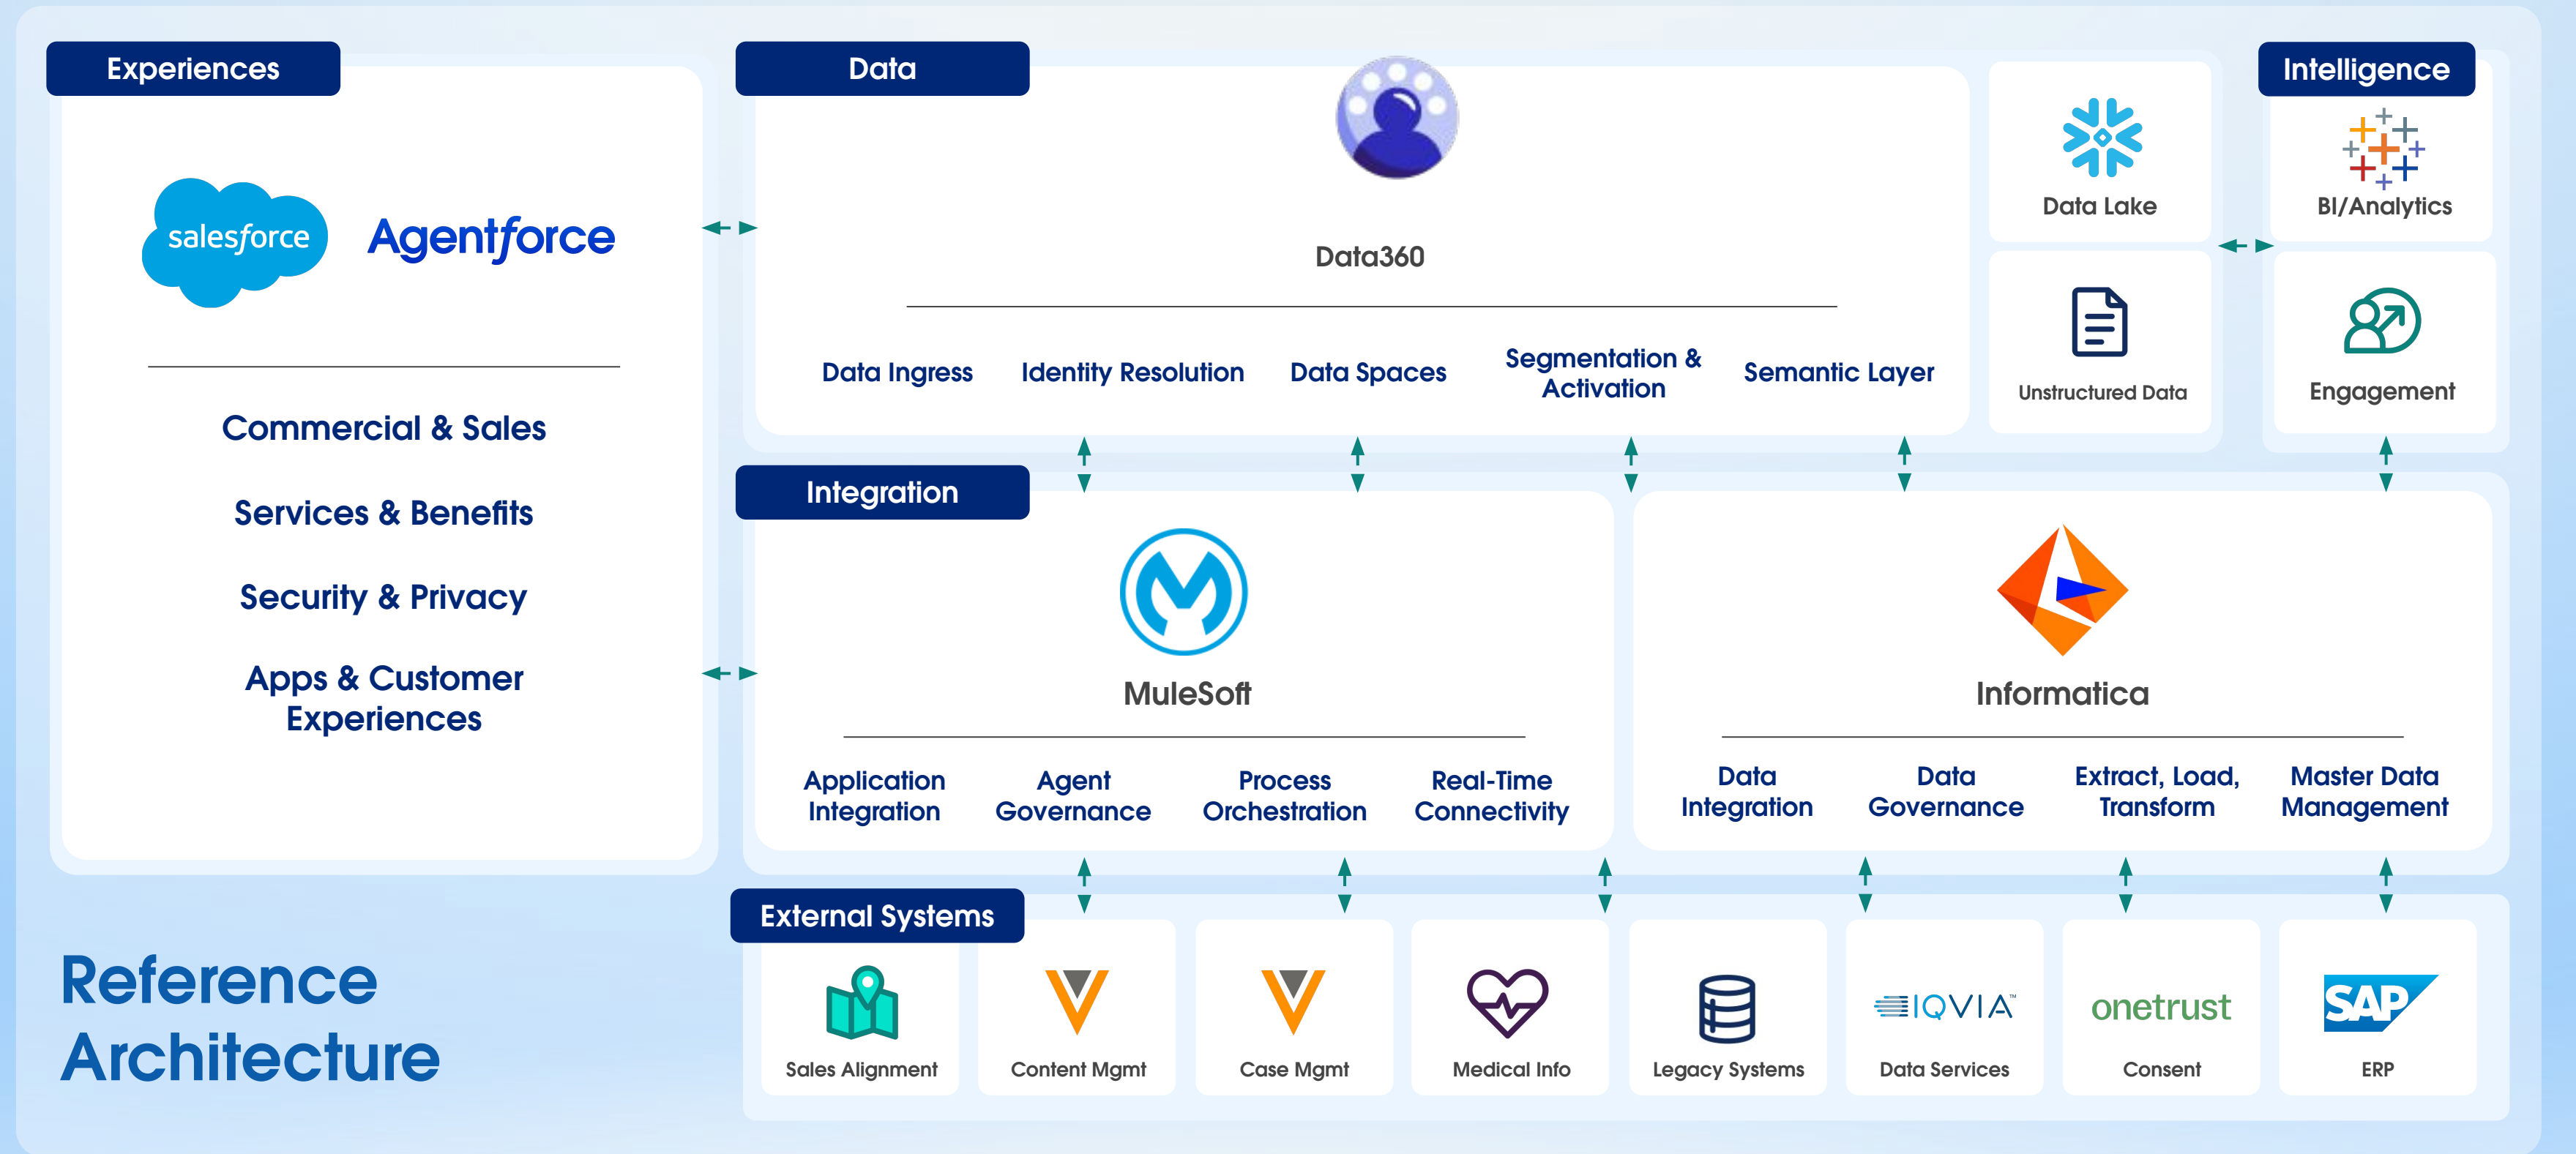 Experiences
salesforce
Agentforce
Commercial & Sales
Services & Benefits
Security & Privacy
Apps & Customer
Experiences
Data
Data360
Data Ingress
Identity Resolution
Data Spaces
Segmentation &
Activation
Semantic Layer
Data Lake
Unstructured Data
Intelligence
BI/Analytics
Engagement
Integration
MuleSoft
Application
Integration
Agent
Governance
Process
Orchestration
Real-Time
Connectivity
Informatica
Data
Integration
Data
Governance
Extract, Load,
Transform
Master Data
Management
External Systems
Sales Alignment
Content Mgmt
Case Mgmt
Medical Info
Legacy Systems
IQVIA™
Data Services
onetrust
Consent
SAP
ERP
Reference
Architecture